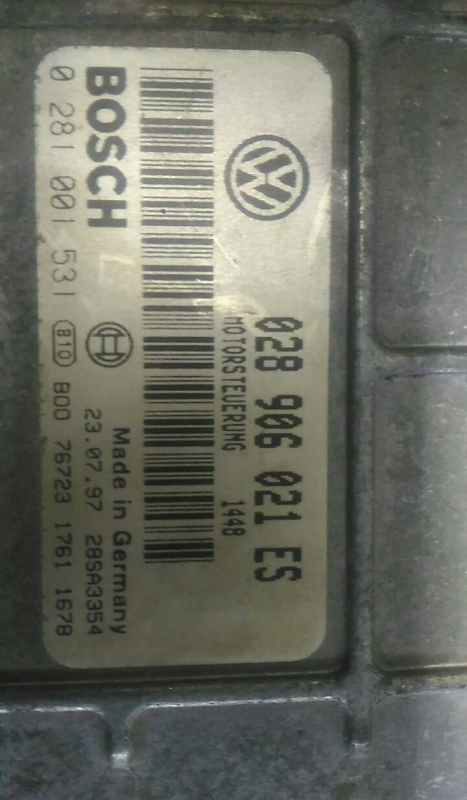 028 906 021 ES
MOTORSTEUERUNG 1448
BOSCH
Made in Germany
23.07.97 28SA3354
0 281 001 531 810 800 76723 1761 1678